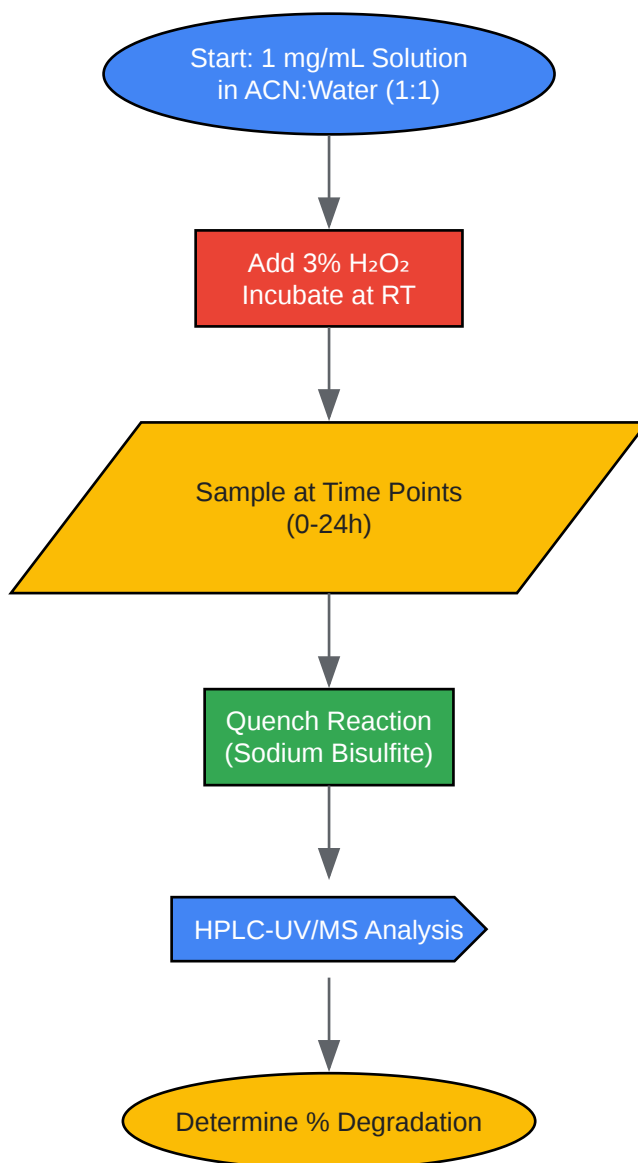 Start: 1 mg/mL Solution
in ACN:Water (1:1)
Add 3% H₂O₂
Incubate at RT
Sample at Time Points
(0-24h)
Quench Reaction
(Sodium Bisulfite)
HPLC-UV/MS Analysis
Determine % Degradation